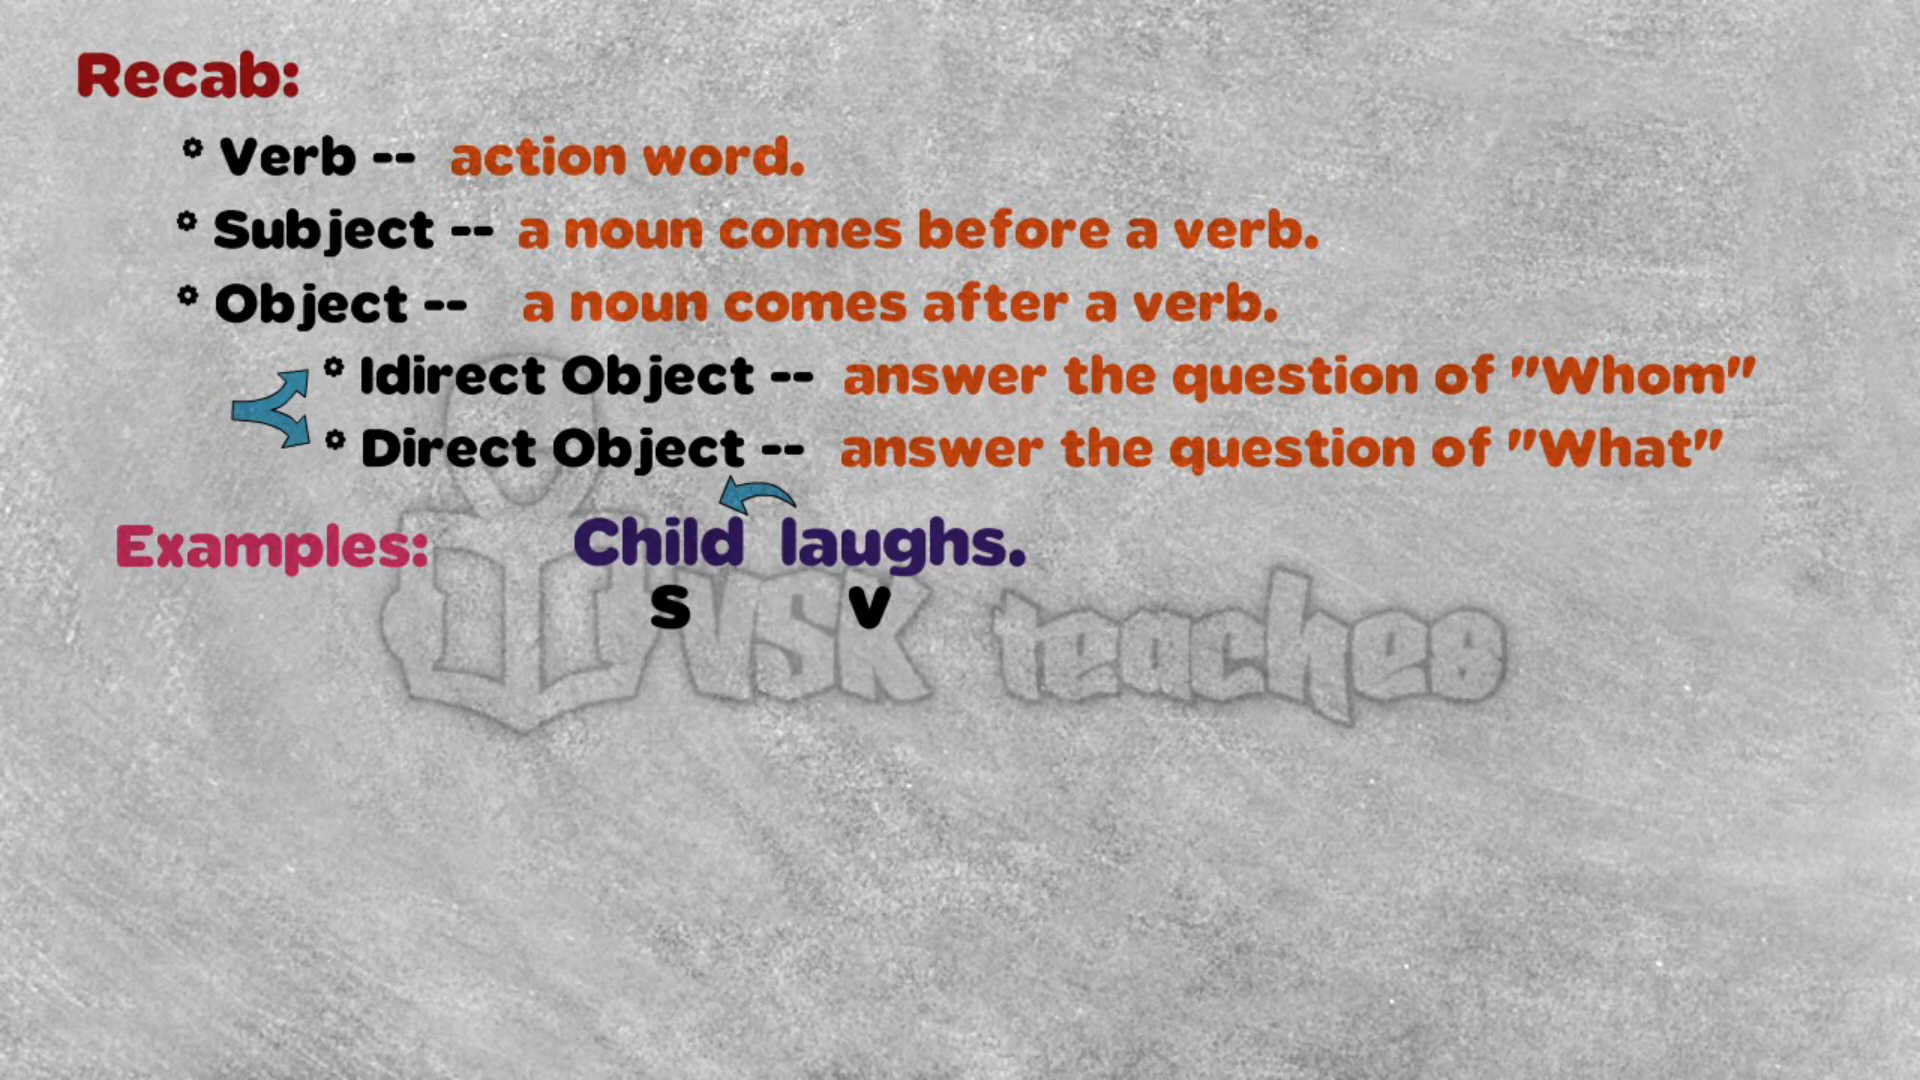 Recab:
* Verb -- action word.
* Subject -- a noun comes before a verb.
* Object -- a noun comes after a verb.
* Idirect Object -- answer the question of "Whom"
* Direct Object -- answer the question of "What"
Examples: Child laughs.
S V
VSK teaches